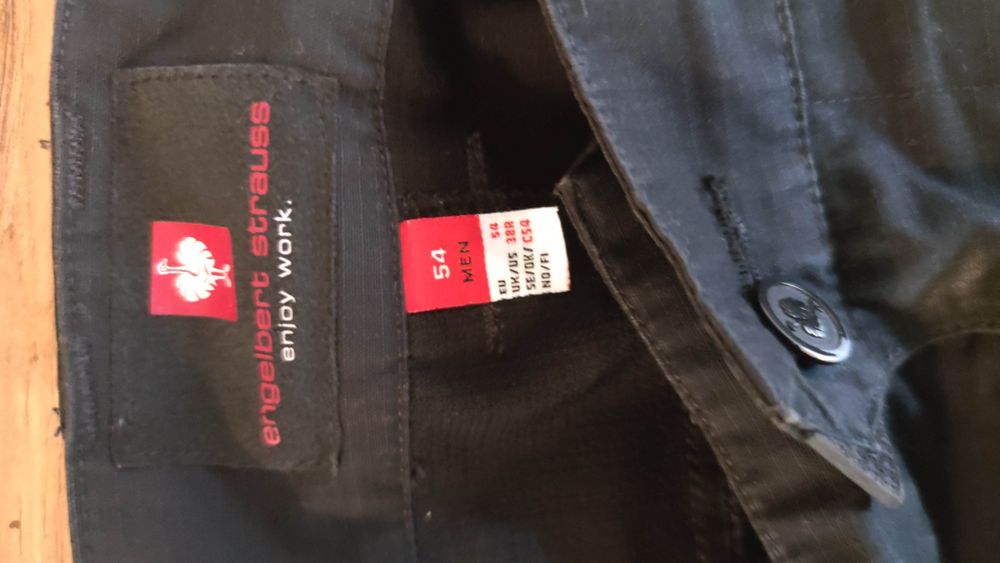 engelbert strauss
enjoy work.
54
MEN
EU 54
UK/US 38R
SE/DK/ C54
NO/FI